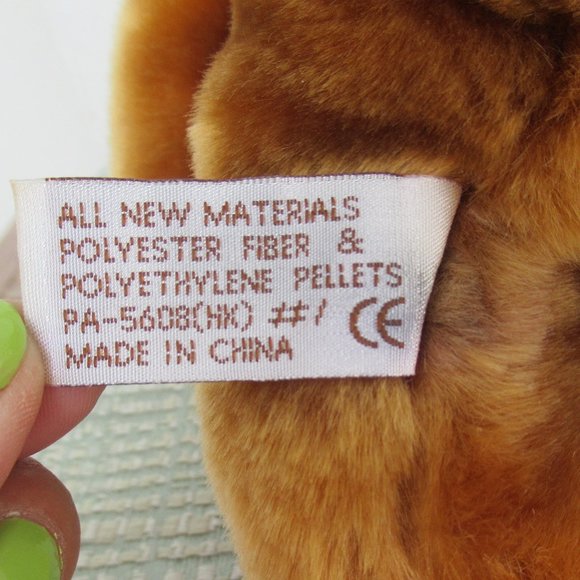 ALL NEW MATERIALS
POLYESTER FIBER &
POLYETHYLENE PELLETS
PA-5608(HK) #1 CE
MADE IN CHINA